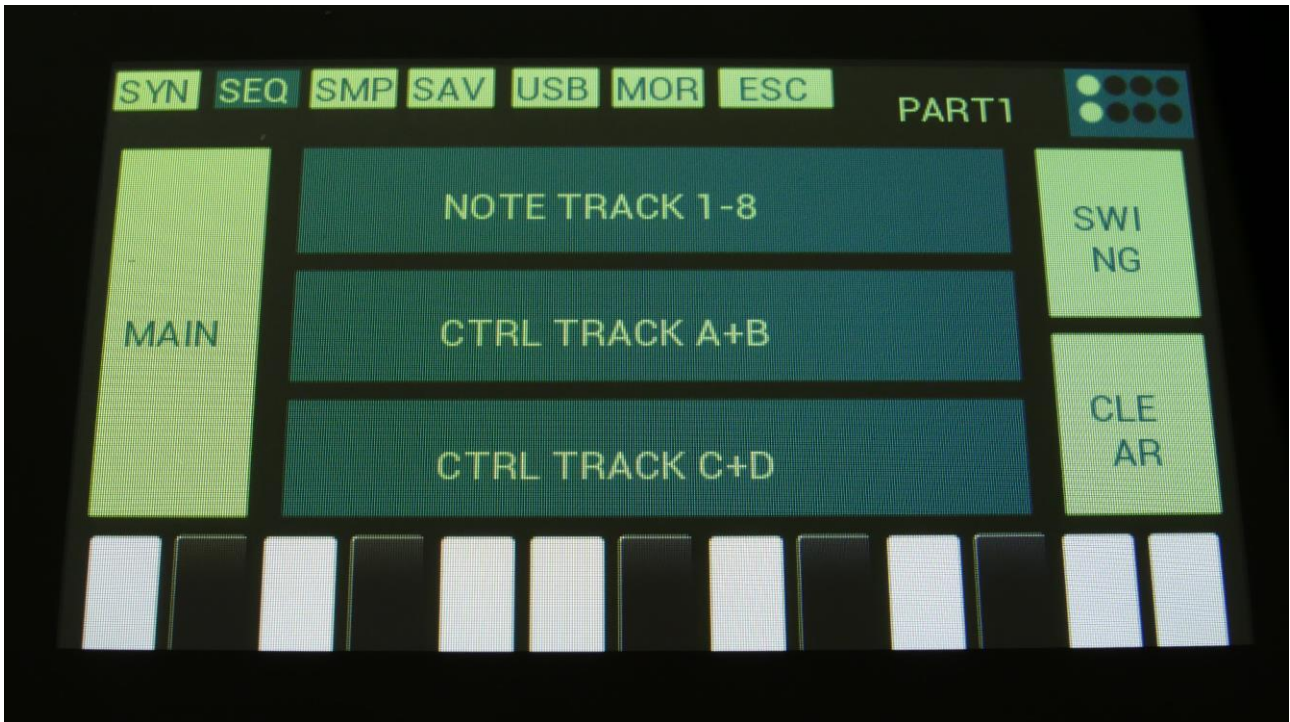 SYN SEQ SMP SAV USB MOR ESC
PART1
NOTE TRACK 1-8
SWI
NG
MAIN
CTRL TRACK A+B
CTRL TRACK C+D
CLE
AR